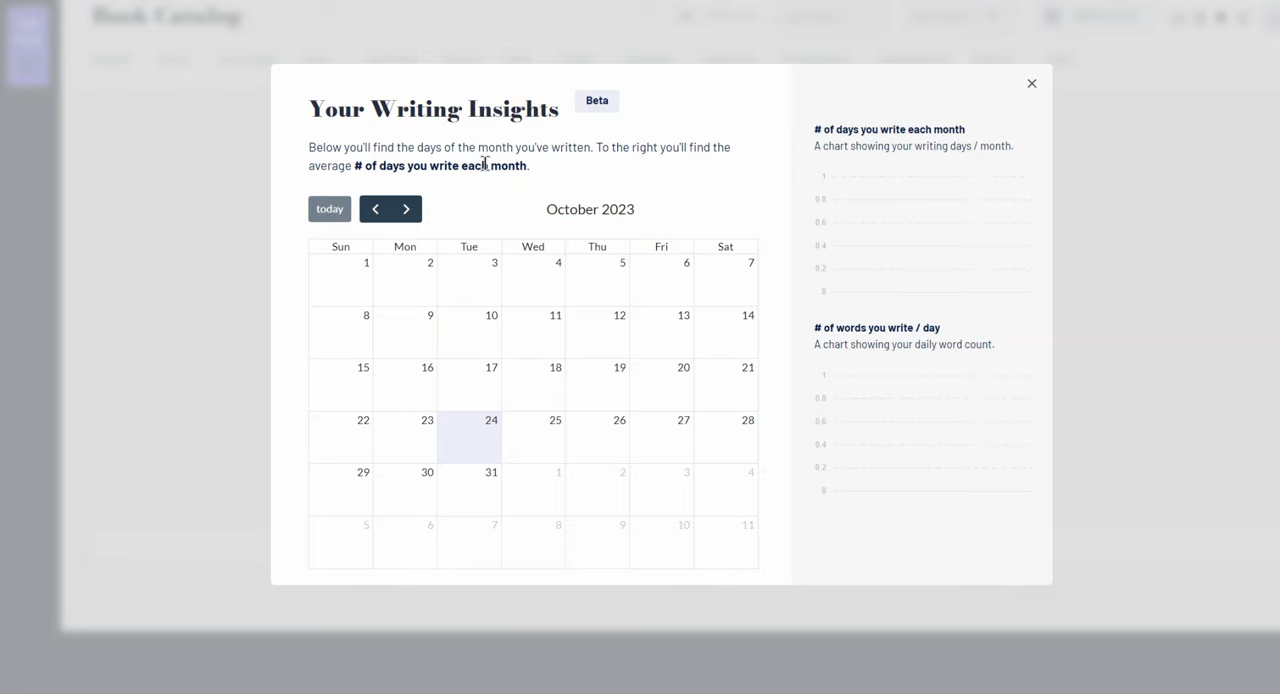 Book Catalog
Your Writing Insights
Beta
Below you'll find the days of the month you've written. To the right you'll find the
average # of days you write each month.
today
October 2023
Sun Mon Tue Wed Thu Fri Sat
1 2 3 4 5 6 7
8 9 10 11 12 13 14
15 16 17 18 19 20 21
22 23 24 25 26 27 28
29 30 31 1 2 3 4
5 6 7 8 9 10 11
# of days you write each month
A chart showing your writing days / month.
1
0.8
0.6
0.4
0.2
0
# of words you write / day
A chart showing your daily word count.
1
0.8
0.6
0.4
0.2
0